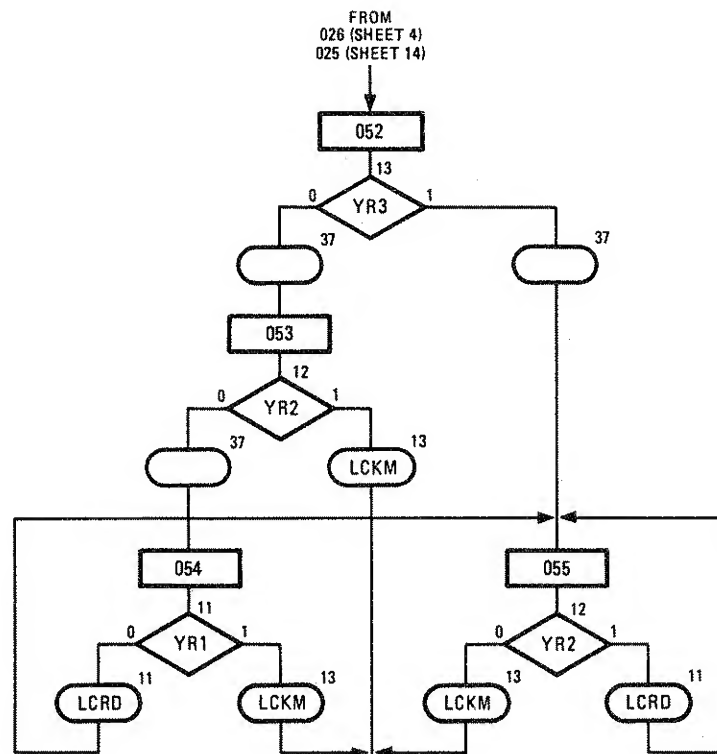 FROM
026 (SHEET 4)
025 (SHEET 14)
052
13
0 YR3 1
37 37
053
12
0 YR2 1
37 13
LCKM
054 055
11 12
0 YR1 1 0 YR2 1
11 13 13 11
LCRD LCKM LCKM LCRD